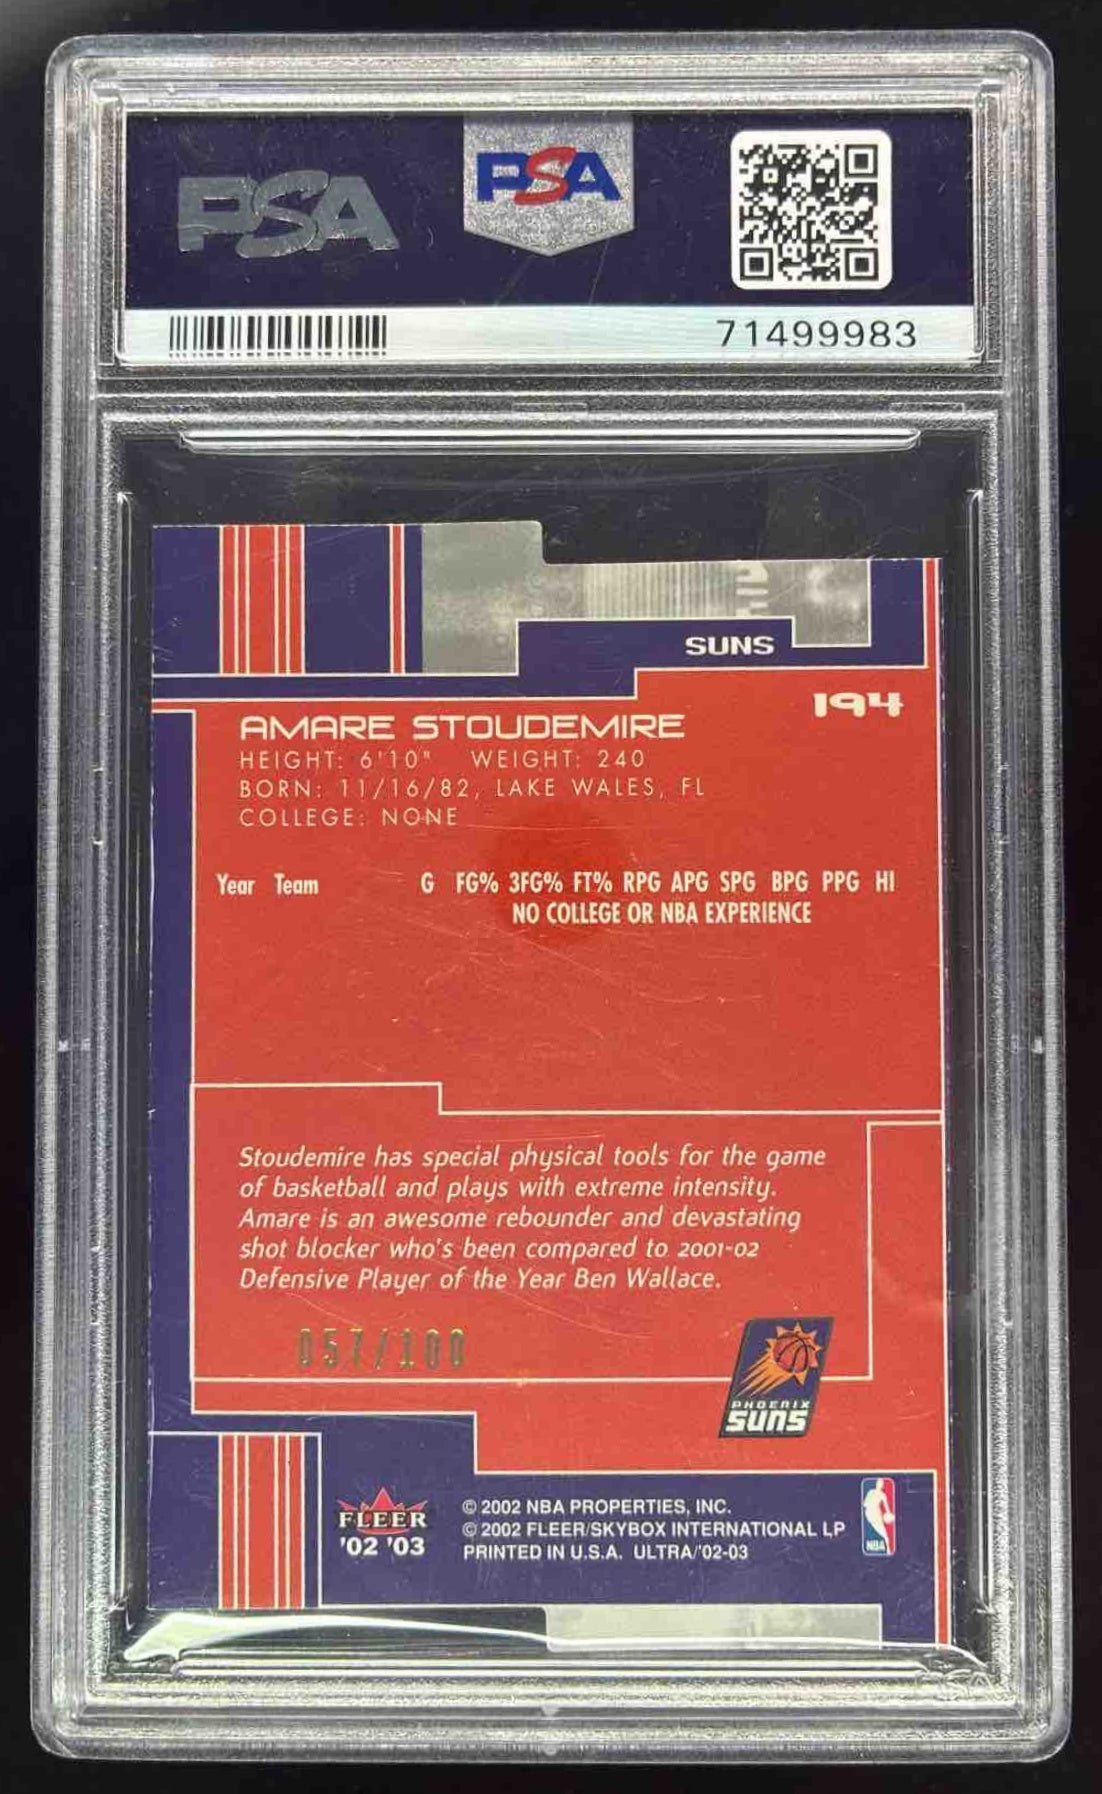 PSA PSA
71499983
SUNS
194
AMARE STOUDEMIRE
HEIGHT: 6'10" WEIGHT: 240
BORN: 11/16/82, LAKE WALES, FL
COLLEGE: NONE
Year Team G FG% 3FG% FT% RPG APG SPG BPG PPG HI
NO COLLEGE OR NBA EXPERIENCE
Stoudemire has special physical tools for the game
of basketball and plays with extreme intensity.
Amare is an awesome rebounder and devastating
shot blocker who's been compared to 2001-02
Defensive Player of the Year Ben Wallace.
057/100
PHOENIX
SUNS
FLEER
'02 '03
© 2002 NBA PROPERTIES, INC.
© 2002 FLEER/SKYBOX INTERNATIONAL LP
PRINTED IN U.S.A. ULTRA/'02-03
NBA